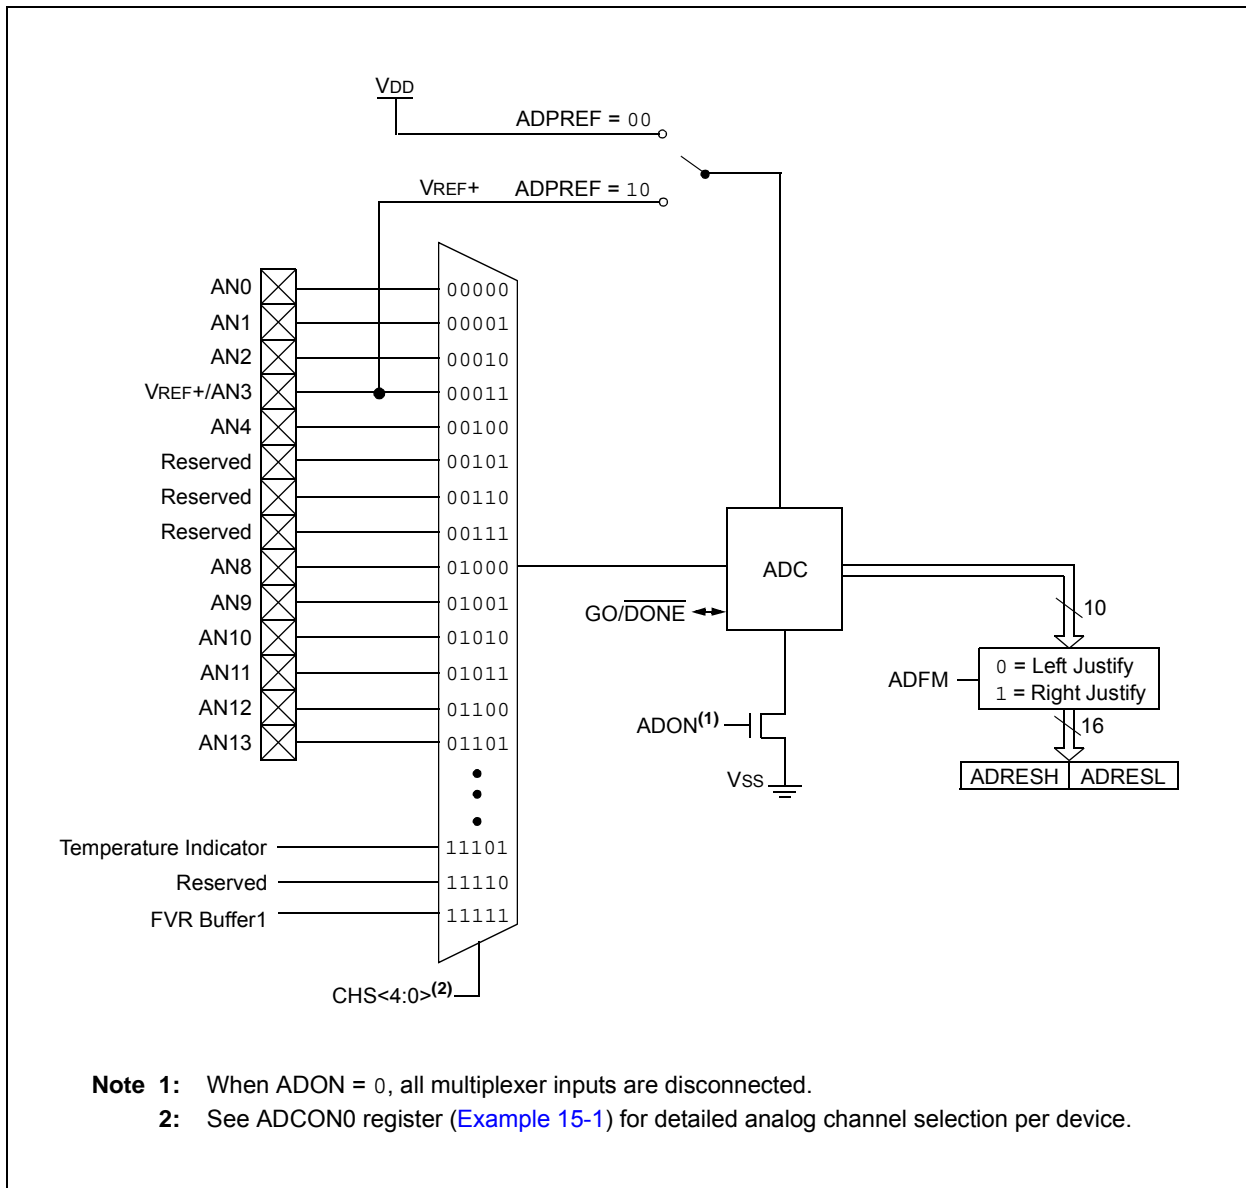 VDD
ADPREF = 00
VREF+ ADPREF = 10
AN0 00000
AN1 00001
AN2 00010
VREF+/AN3 00011
AN4 00100
Reserved 00101
Reserved 00110
Reserved 00111
AN8 01000
ADC
AN9 01001
GO/DONE
10
AN10 01010
AN11 01011
ADFM
0 = Left Justify
1 = Right Justify
AN12 01100
ADON(1)
16
AN13 01101
VSS
ADRESH ADRESL
Temperature Indicator 11101
Reserved 11110
FVR Buffer1 11111
CHS<4:0>(2)
Note 1: When ADON = 0, all multiplexer inputs are disconnected.
2: See ADCON0 register (Example 15-1) for detailed analog channel selection per device.